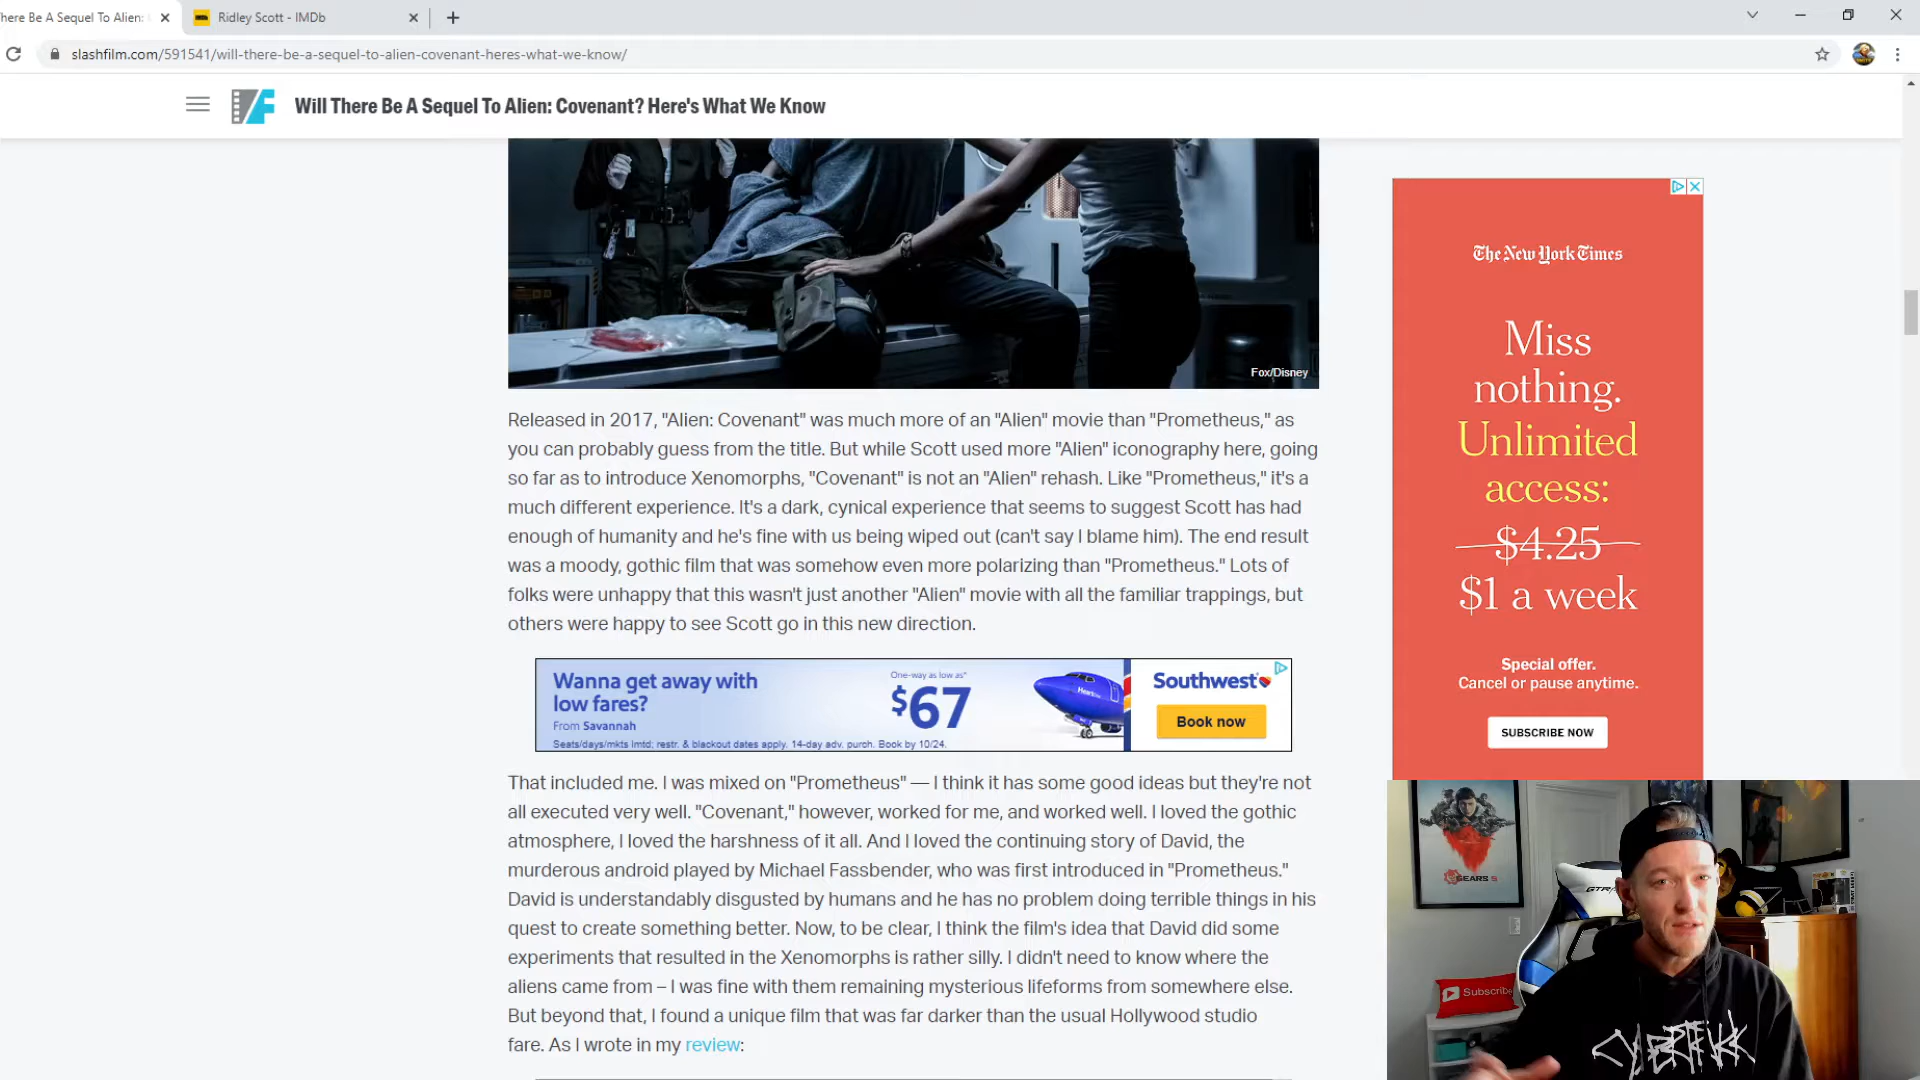 here Be A Sequel To Alien:
Ridley Scott - IMDb
slashfilm.com/591541/will-there-be-a-sequel-to-alien-covenant-heres-what-we-know/
Will There Be A Sequel To Alien: Covenant? Here's What We Know
Fox/Disney
Released in 2017, "Alien: Covenant" was much more of an "Alien" movie than "Prometheus," as
you can probably guess from the title. But while Scott used more "Alien" iconography here, going
so far as to introduce Xenomorphs, "Covenant" is not an "Alien" rehash. Like "Prometheus," it's a
much different experience. It's a dark, cynical experience that seems to suggest Scott has had
enough of humanity and he's fine with us being wiped out (can't say I blame him). The end result
was a moody, gothic film that was somehow even more polarizing than "Prometheus." Lots of
folks were unhappy that this wasn't just another "Alien" movie with all the familiar trappings, but
others were happy to see Scott go in this new direction.
Wanna get away with
low fares?
From Savannah
Seats/days/mkts lmtd; restr. & blackout dates apply. 14-day adv. purch. Book by 10/24.
One-way as low as*
$67
Southwest
Book now
That included me. I was mixed on "Prometheus" — I think it has some good ideas but they're not
all executed very well. "Covenant," however, worked for me, and worked well. I loved the gothic
atmosphere, I loved the harshness of it all. And I loved the continuing story of David, the
murderous android played by Michael Fassbender, who was first introduced in "Prometheus."
David is understandably disgusted by humans and he has no problem doing terrible things in his
quest to create something better. Now, to be clear, I think the film's idea that David did some
experiments that resulted in the Xenomorphs is rather silly. I didn't need to know where the
aliens came from – I was fine with them remaining mysterious lifeforms from somewhere else.
But beyond that, I found a unique film that was far darker than the usual Hollywood studio
fare. As I wrote in my review:
The New York Times
Miss
nothing.
Unlimited
access:
$4.25
$1 a week
Special offer.
Cancel or pause anytime.
SUBSCRIBE NOW
GEARS 5
Subscribe